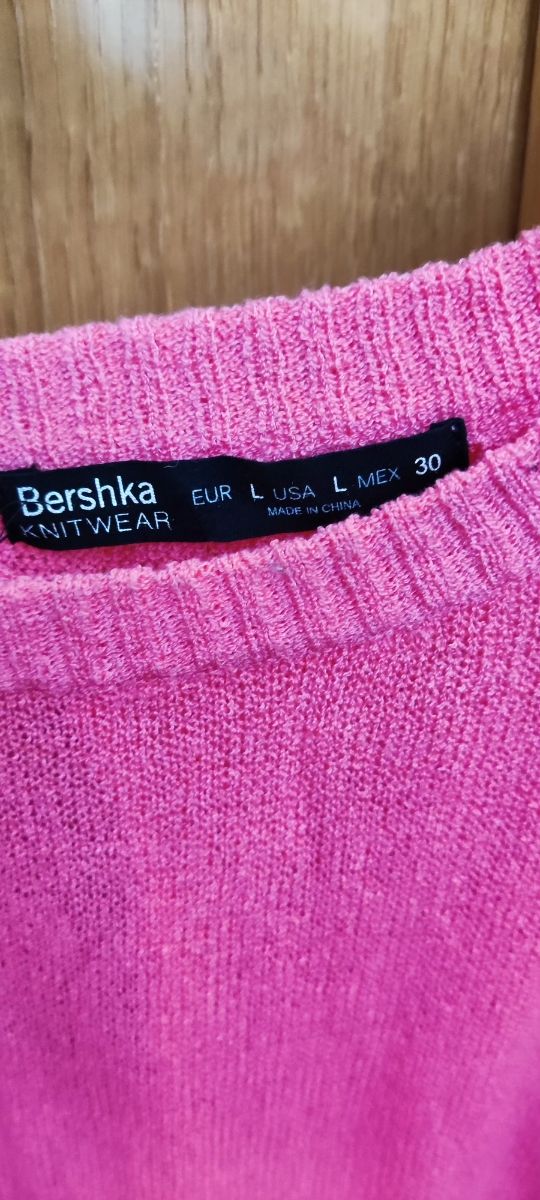 Bershka EUR L USA L MEX 30
KNITWEAR MADE IN CHINA